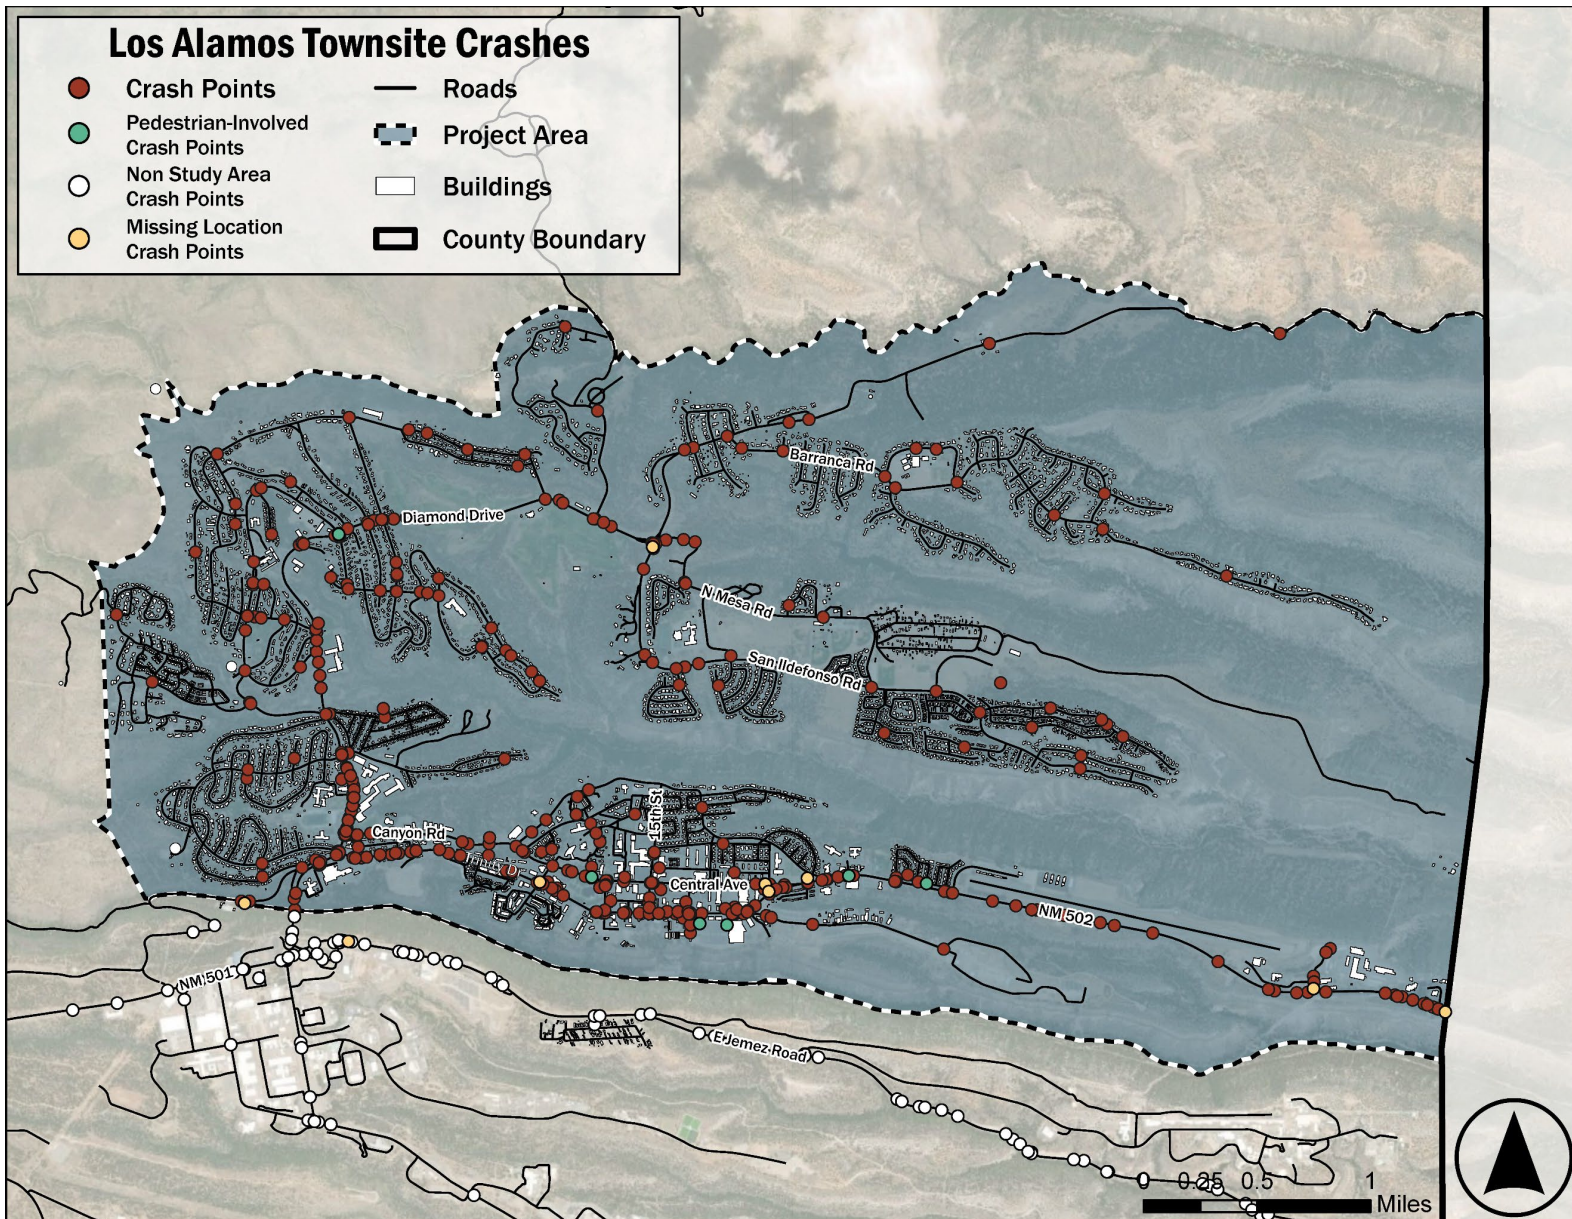 Los Alamos Townsite Crashes
Crash Points
Pedestrian-Involved
Crash Points
Non Study Area
Crash Points
Missing Location
Crash Points
Roads
Project Area
Buildings
County Boundary
Barranca Rd
Diamond Drive
N Mesa Rd
San Ildefonso Rd
15th St
Canyon Rd
Trinity D
Central Ave
NM 502
NM 501
E Jemez Road
0 0.25 0.5 1
Miles